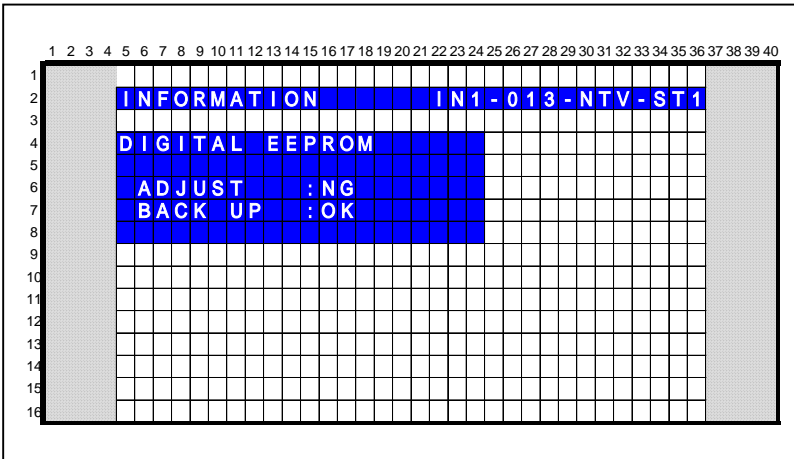 1 2 3 4 5 6 7 8 9 10 11 12 13 14 15 16 17 18 19 20 21 22 23 24 25 26 27 28 29 30 31 32 33 34 35 36 37 38 39 40
1
2 INFORMATION IN1-013-NTV-ST1
3
4 DIGITAL EEPROM
5
6 ADJUST :NG
7 BACK UP :OK
8
9
10
11
12
13
14
15
16